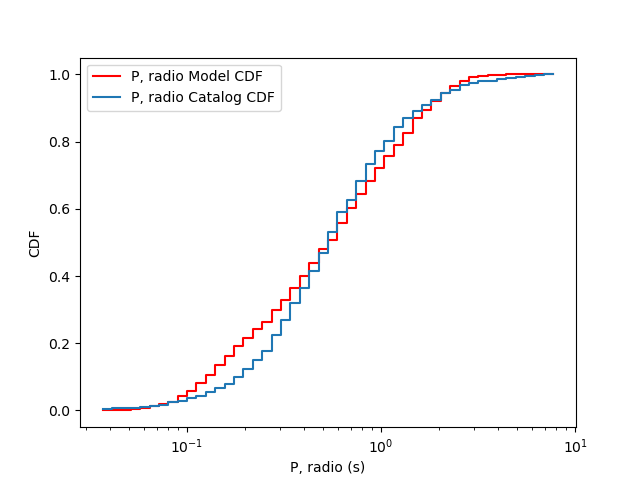 P, radio Model CDF
P, radio Catalog CDF
1.0
0.8
0.6
0.4
0.2
0.0
CDF
10⁻¹
10⁰
10¹
P, radio (s)